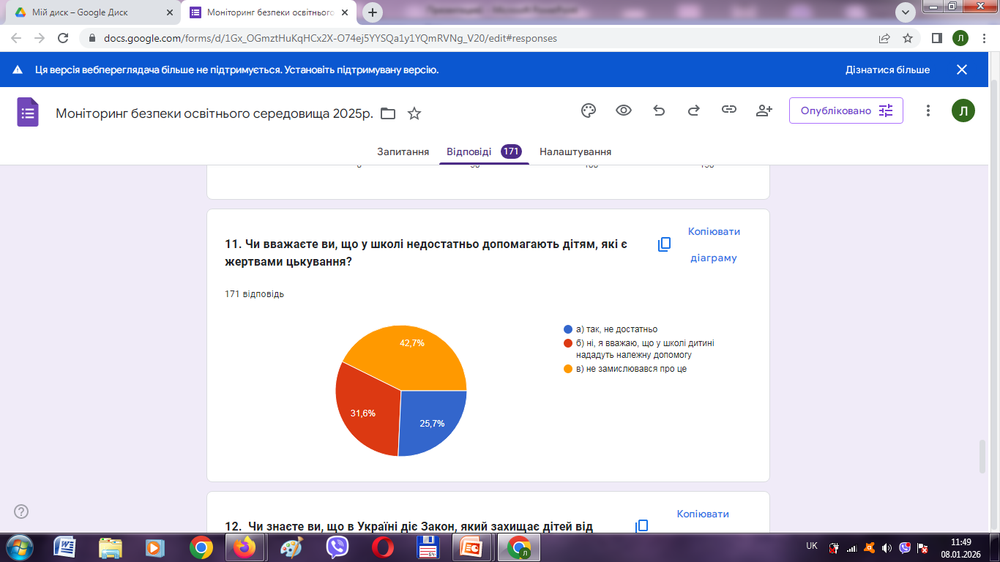 Мій диск – Google Диск
Моніторинг безпеки освітнього
docs.google.com/forms/d/1Gx_OGmztHuKqHCx2X-O74ej5YYSQa1y1YQmRVNg_V20/edit#responses
Л
Ця версія вебпереглядача більше не підтримується. Установіть підтримувану версію.
Дізнатися більше
Моніторинг безпеки освітнього середовища 2025р.
Опубліковано
Л
Запитання
Відповіді 171
Налаштування
11. Чи вважаєте ви, що у школі недостатньо допомагають дітям, які є
жертвами цькування?
Копіювати
діаграму
171 відповідь
42,7%
31,6%
25,7%
а) так, не достатньо
б) ні, я вважаю, що у школі дитині
нададуть належну допомогу
в) не замислювався про це
12. Чи знаєте ви, що в Україні діє Закон, який захищає дітей від
Копіювати
UK
11:49
08.01.2026